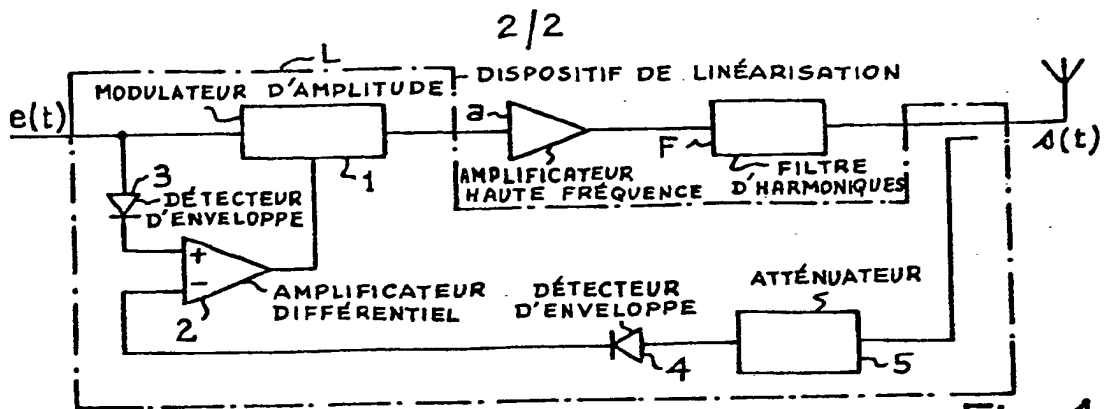 2/2
L
DISPOSITIF DE LINÉARISATION
MODULATEUR D'AMPLITUDE
e(t)
a
F
s(t)
1
AMPLIFICATEUR
HAUTE FRÉQUENCE
FILTRE
D'HARMONIQUES
3
DÉTECTEUR
D'ENVELOPPE
+
-
2
AMPLIFICATEUR
DIFFÉRENTIEL
DÉTECTEUR
D'ENVELOPPE
4
ATTÉNUATEUR
5